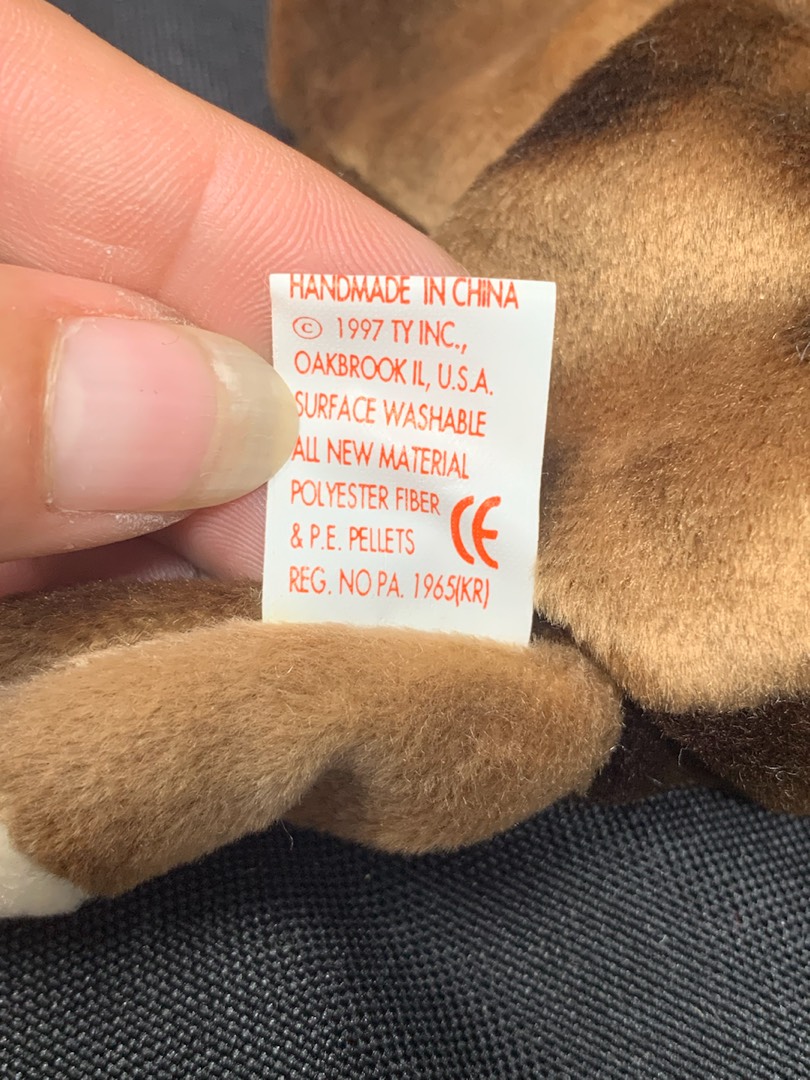 HANDMADE IN CHINA
© 1997 TY INC.,
OAKBROOK IL, U.S.A.
SURFACE WASHABLE
ALL NEW MATERIAL
POLYESTER FIBER
& P.E. PELLETS CE
REG. NO PA. 1965(KR)